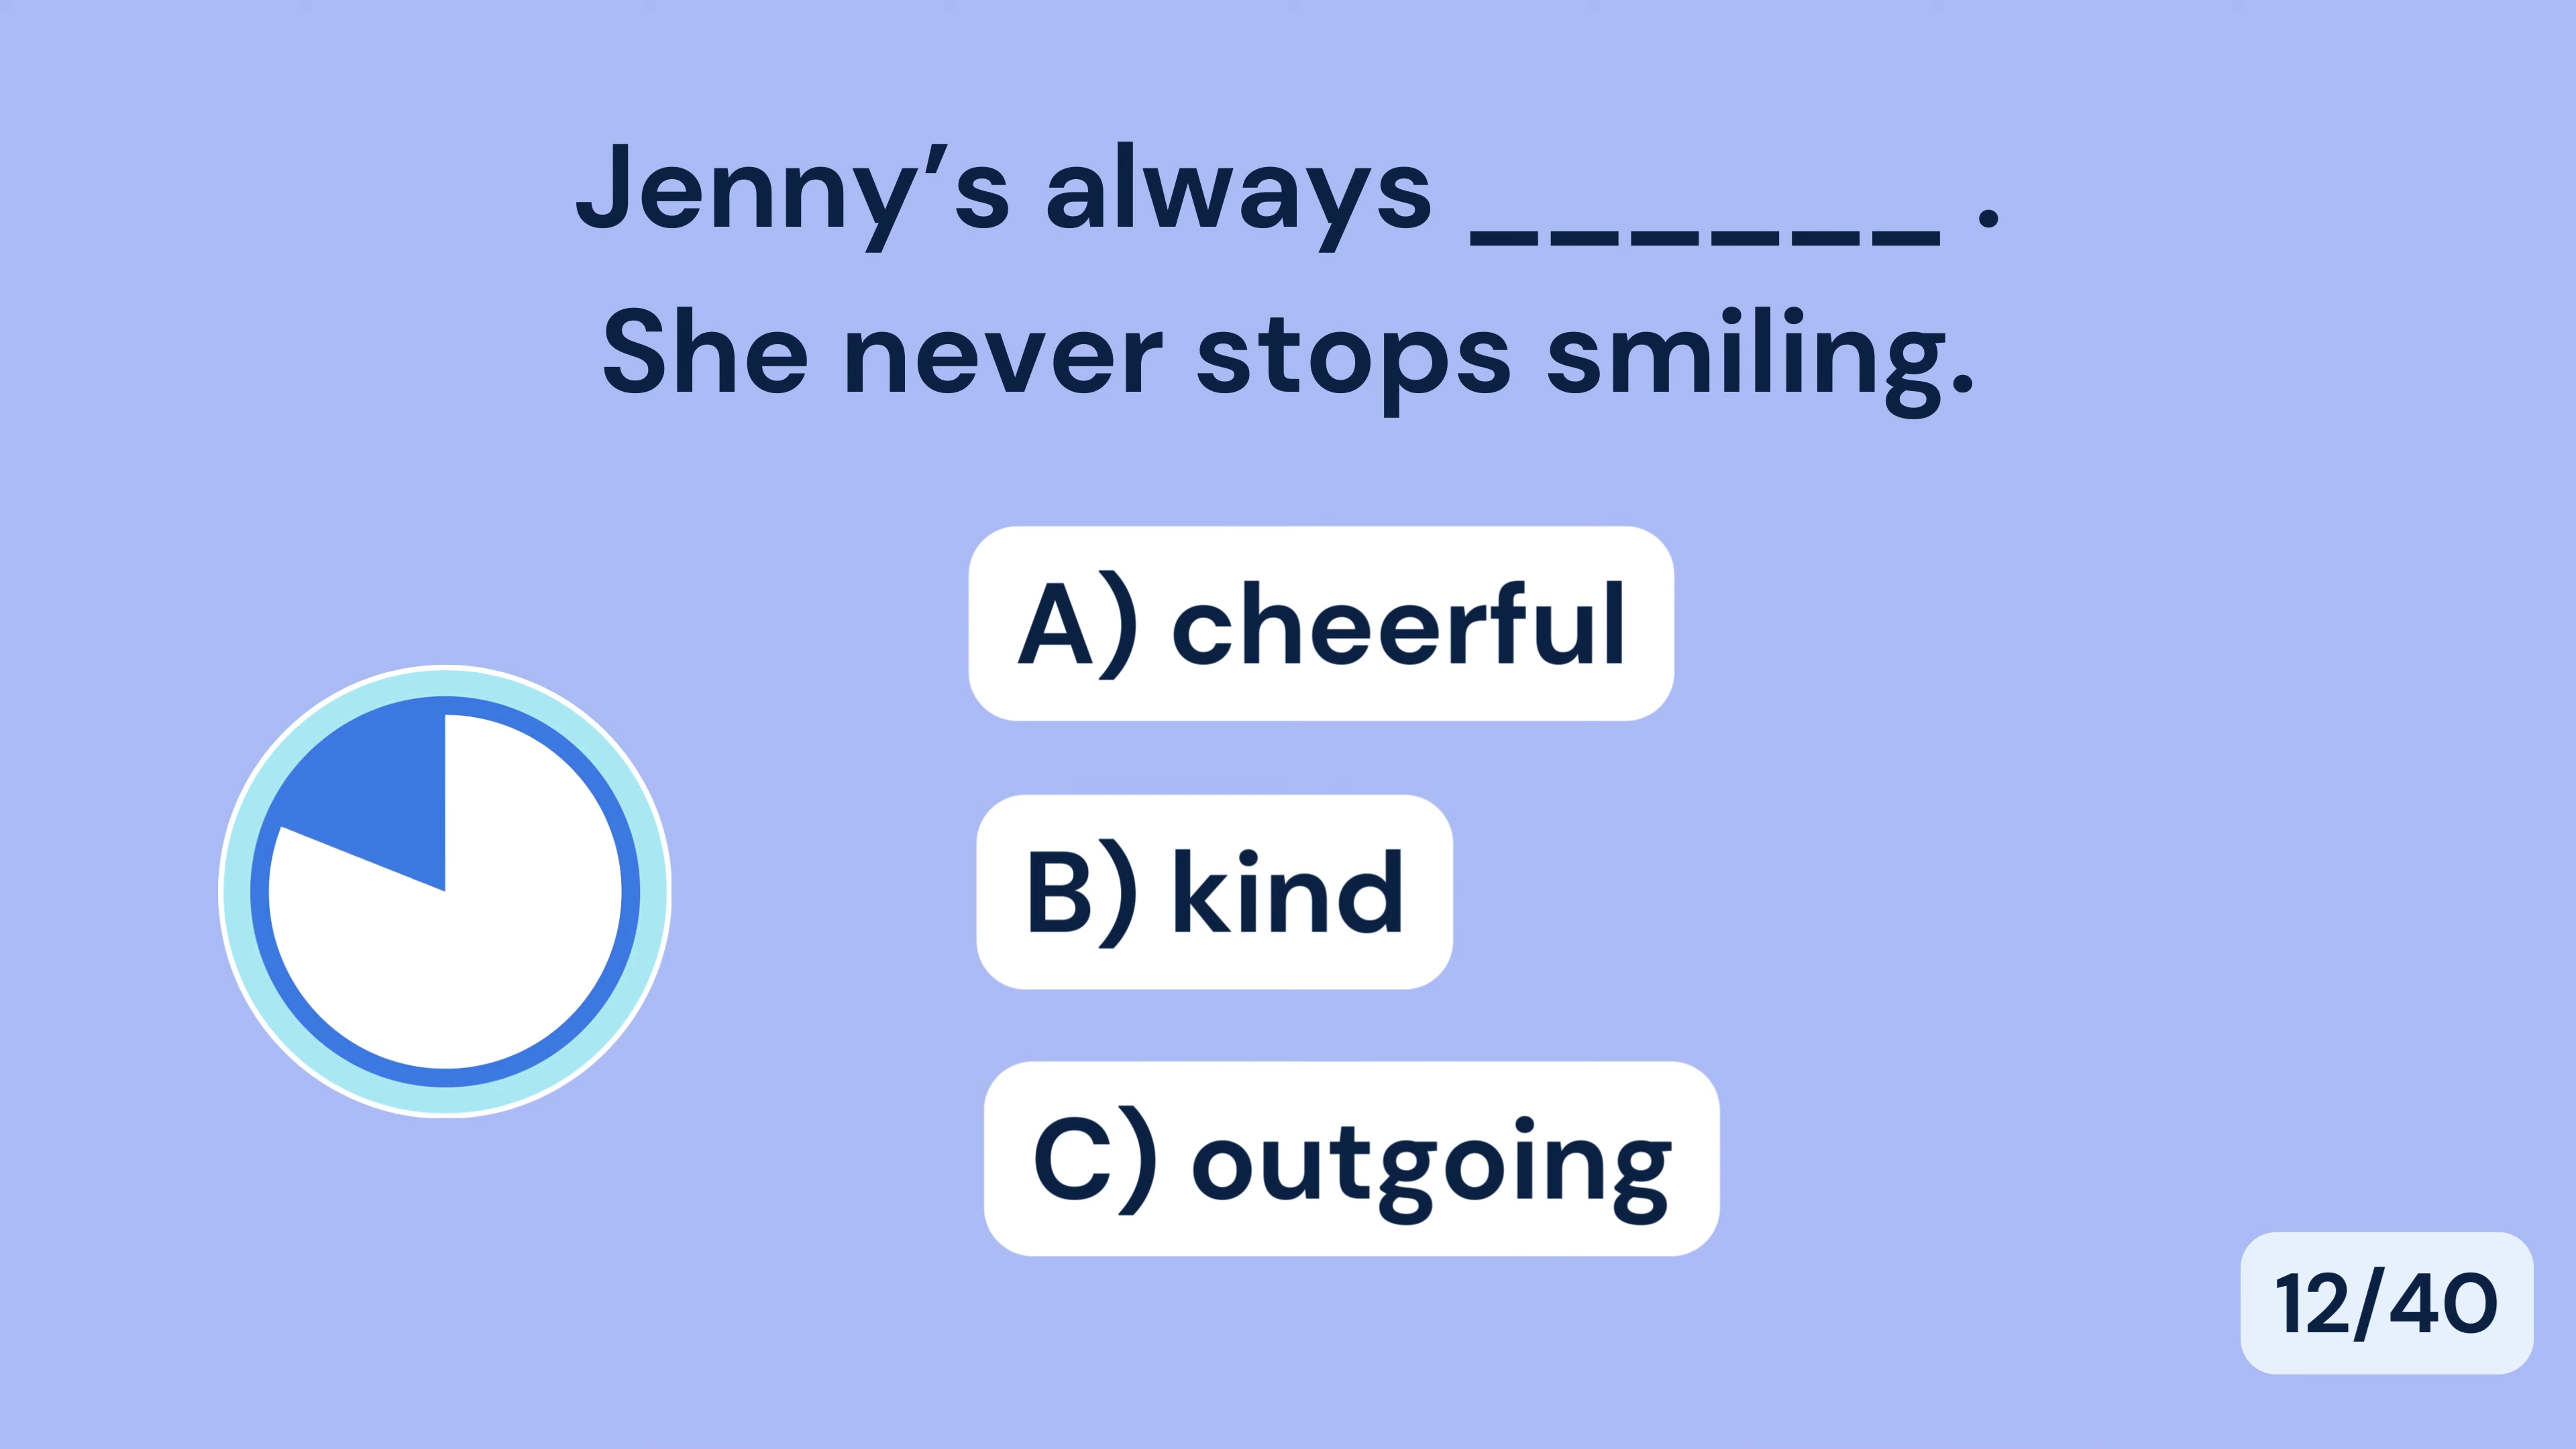 Jenny’s always ______ .
She never stops smiling.
A) cheerful
B) kind
C) outgoing
12/40